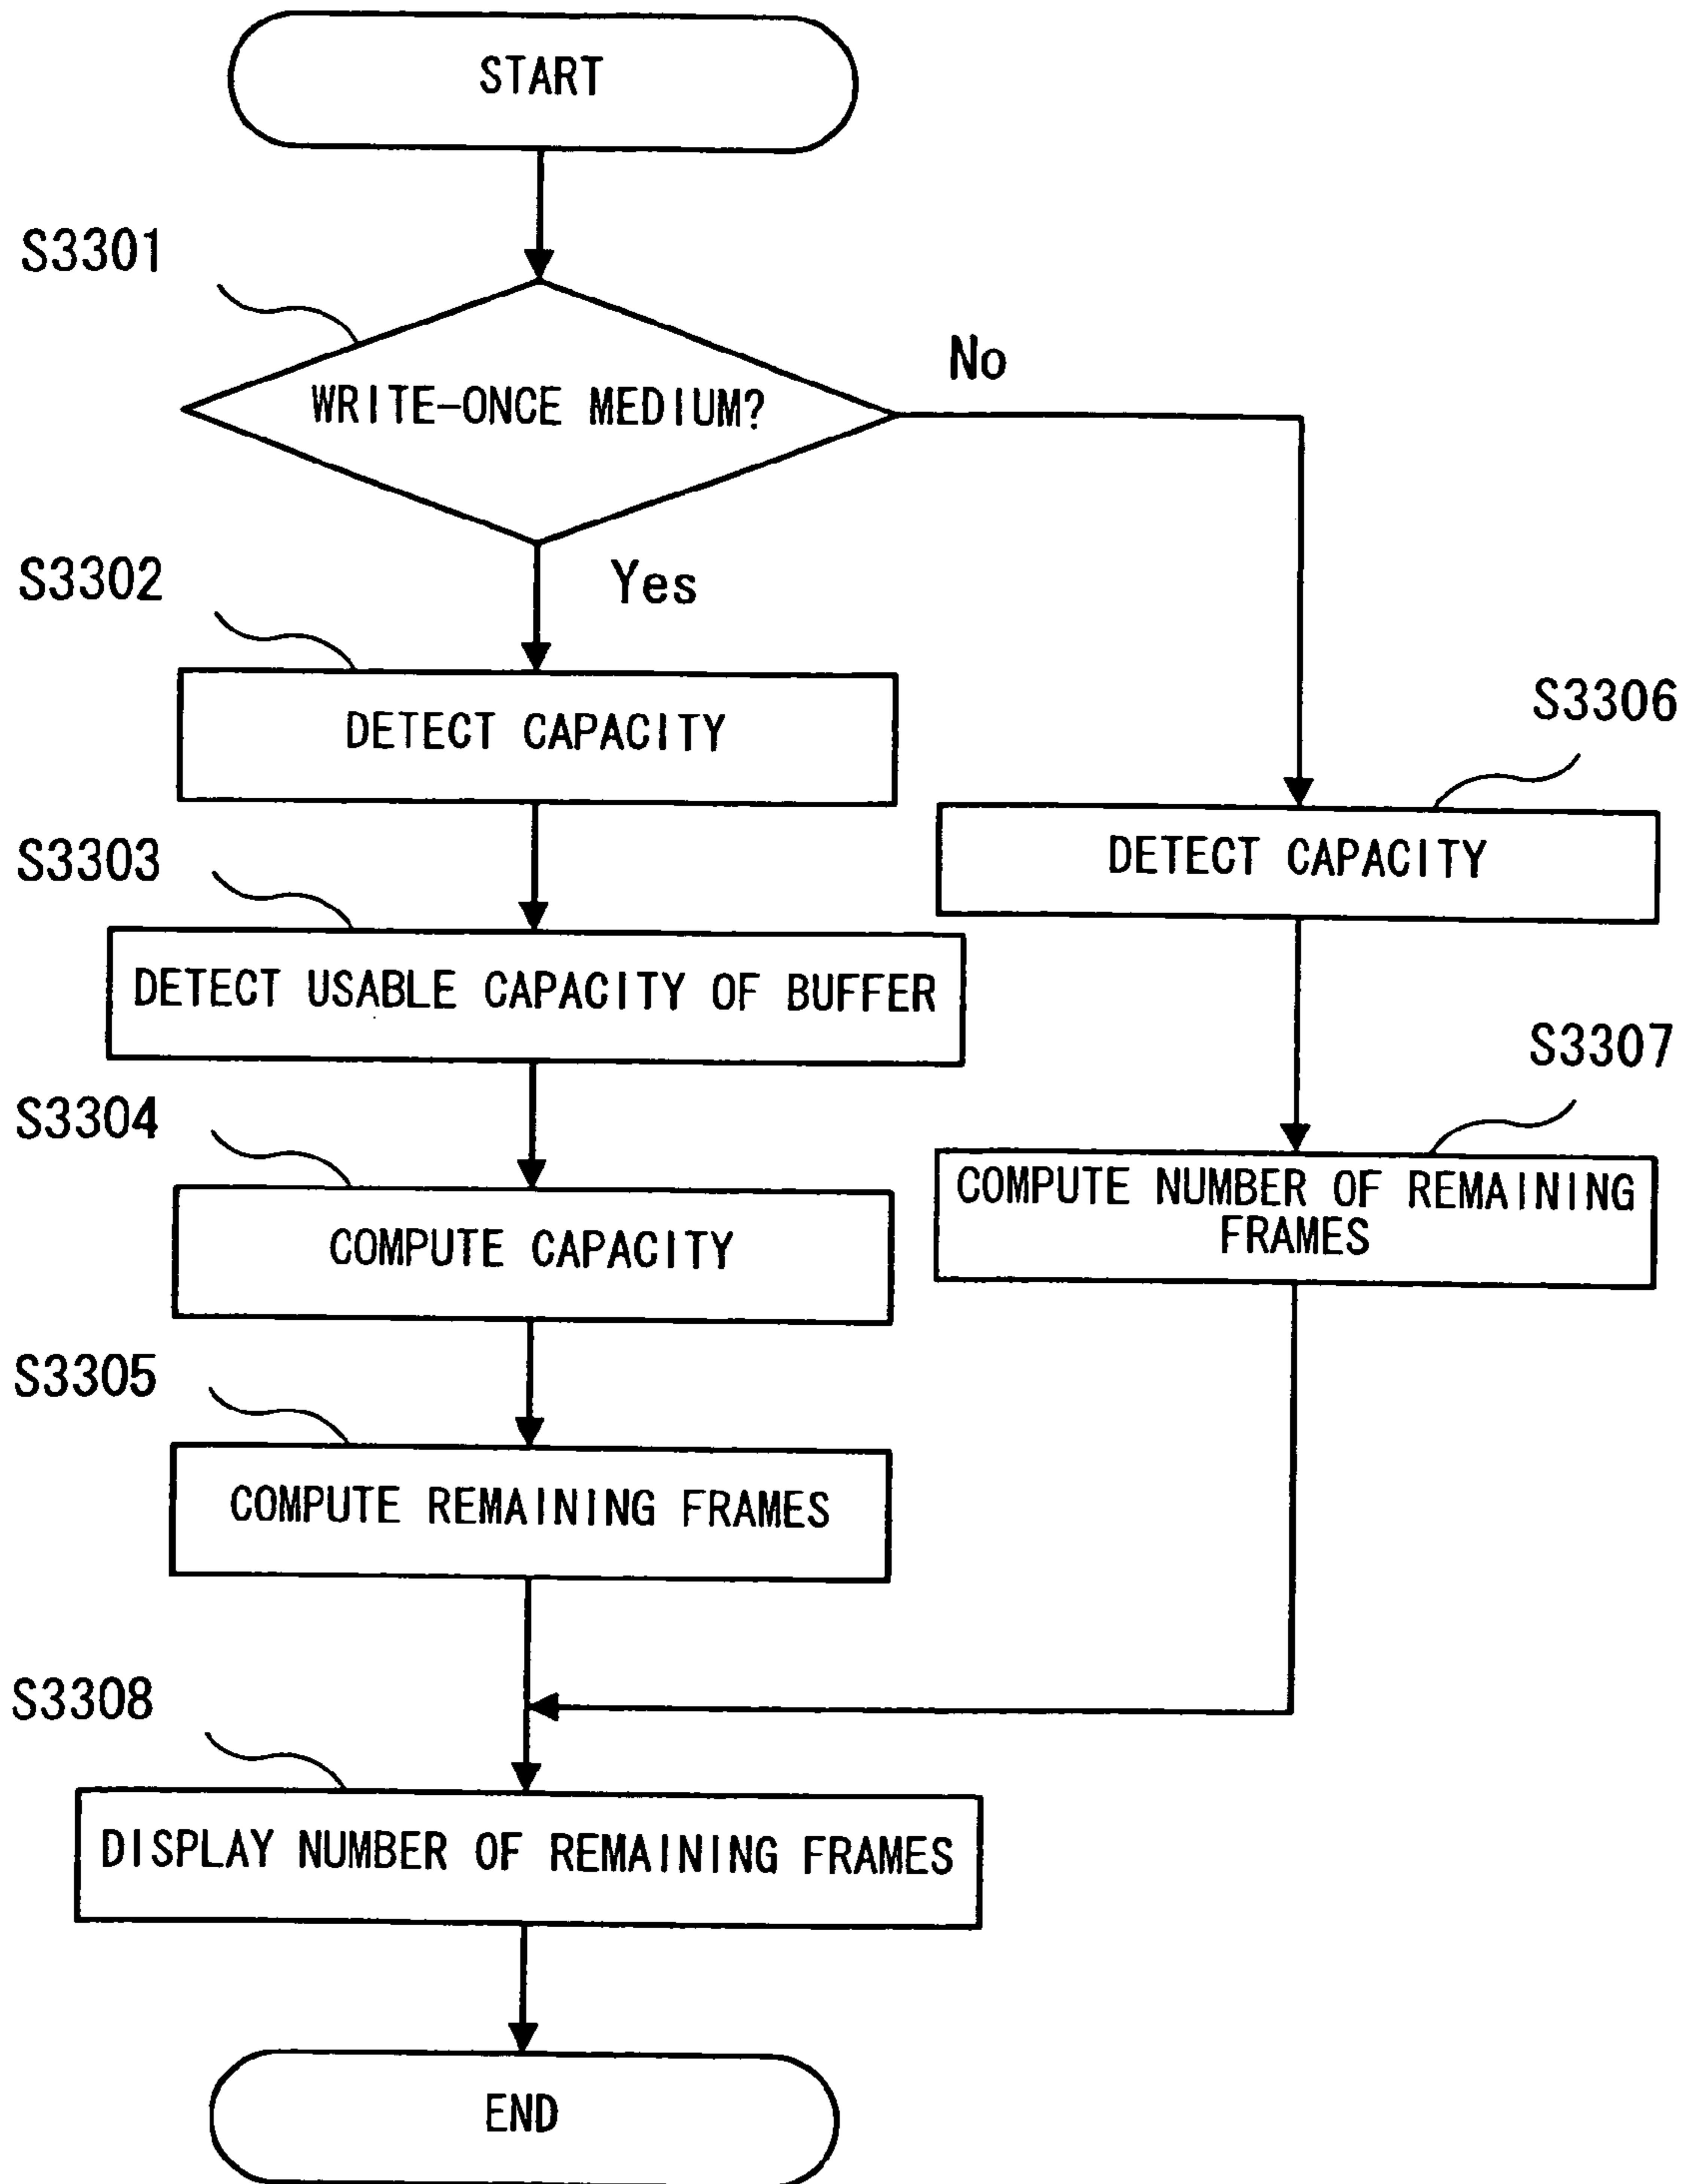 START
S3301
WRITE-ONCE MEDIUM?
No
Yes
S3302
DETECT CAPACITY
S3306
DETECT CAPACITY
S3303
DETECT USABLE CAPACITY OF BUFFER
S3307
COMPUTE NUMBER OF REMAINING
FRAMES
S3304
COMPUTE CAPACITY
S3305
COMPUTE REMAINING FRAMES
S3308
DISPLAY NUMBER OF REMAINING FRAMES
END